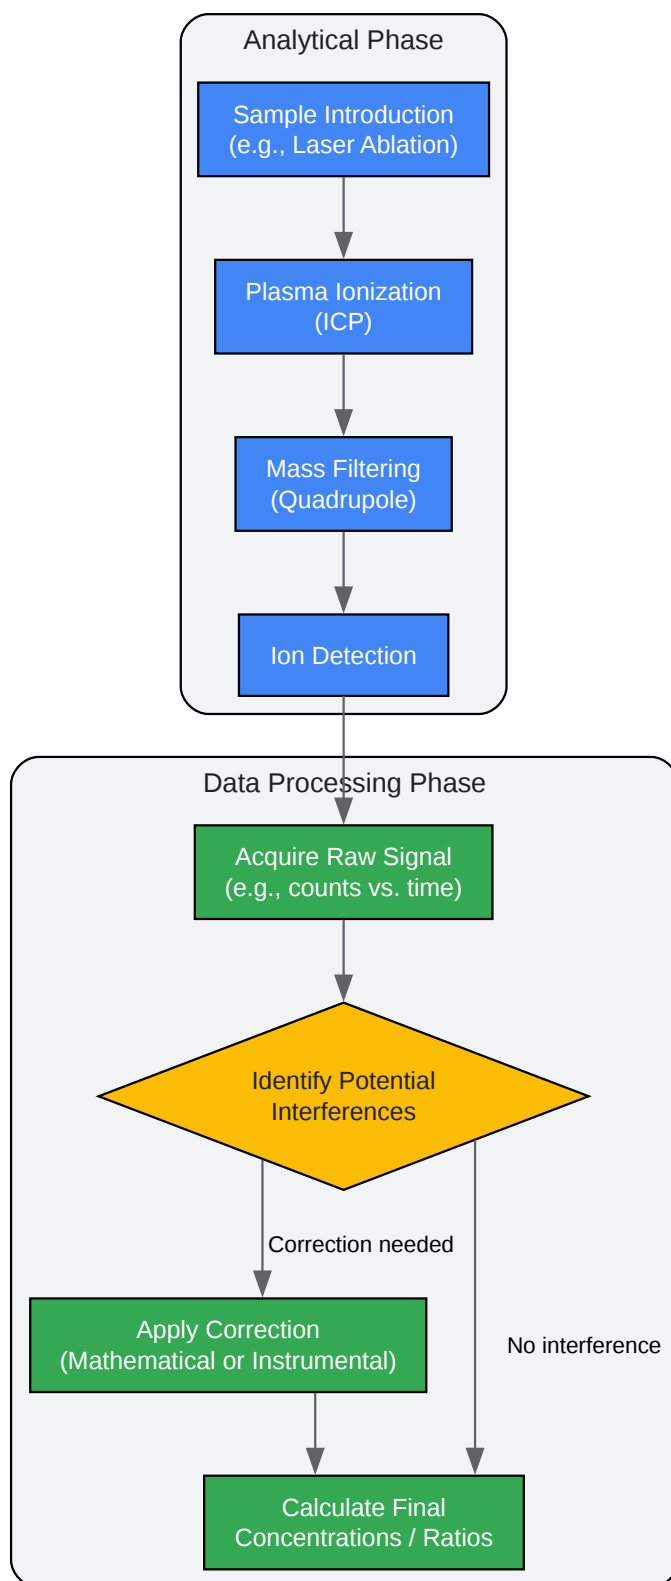 Analytical Phase
Sample Introduction
(e.g., Laser Ablation)
Plasma Ionization
(ICP)
Mass Filtering
(Quadrupole)
Ion Detection
Data Processing Phase
Acquire Raw Signal
(e.g., counts vs. time)
Identify Potential
Interferences
Correction needed
Apply Correction
(Mathematical or Instrumental)
No interference
Calculate Final
Concentrations / Ratios